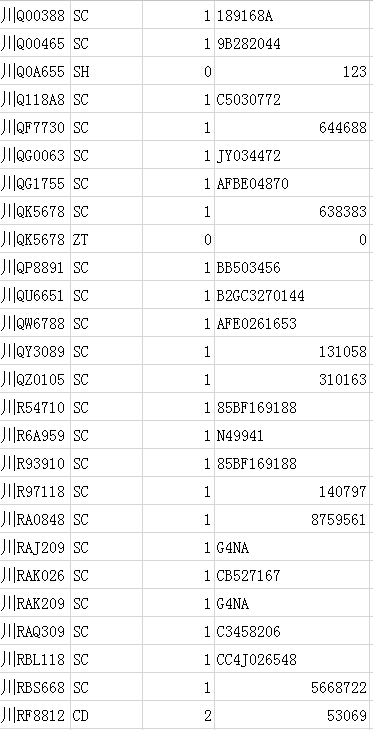 川Q00388 SC 1 189168A
川Q00465 SC 1 9B282044
川Q0A655 SH 0 123
川Q118A8 SC 1 C5030772
川QF7730 SC 1 644688
川QG0063 SC 1 JY034472
川QG1755 SC 1 AFBE04870
川QK5678 SC 1 638383
川QK5678 ZT 0 0
川QP8891 SC 1 BB503456
川QU6651 SC 1 B2GC3270144
川QW6788 SC 1 AFE0261653
川QY3089 SC 1 131058
川QZ0105 SC 1 310163
川R54710 SC 1 85BF169188
川R6A959 SC 1 N49941
川R93910 SC 1 85BF169188
川R97118 SC 1 140797
川RA0848 SC 1 8759561
川RAJ209 SC 1 G4NA
川RAK026 SC 1 CB527167
川RAK209 SC 1 G4NA
川RAQ309 SC 1 C3458206
川RBL118 SC 1 CC4J026548
川RBS668 SC 1 5668722
川RF8812 CD 2 53069